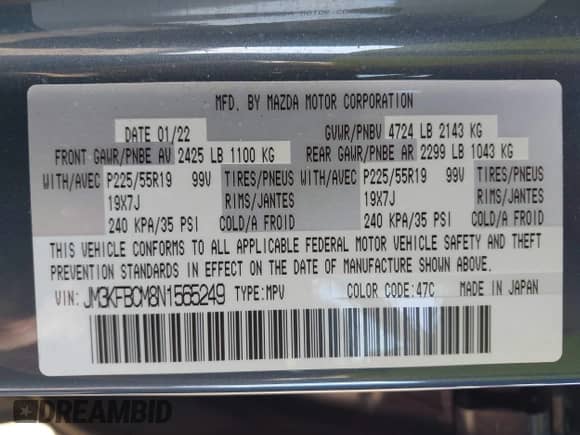 MFD. BY MAZDA MOTOR CORPORATION
DATE 01/22 GVWR/PNBV 4724 LB 2143 KG
FRONT GAWR/PNBE AV 2425 LB 1100 KG REAR GAWR/PNBE AR 2299 LB 1043 KG
WITH/AVEC P225/55R19 99V TIRES/PNEUS WITH/AVEC P225/55R19 99V TIRES/PNEUS
19X7J RIMS/JANTES 19X7J RIMS/JANTES
240 KPA/35 PSI COLD/A FROID 240 KPA/35 PSI COLD/A FROID
THIS VEHICLE CONFORMS TO ALL APPLICABLE FEDERAL MOTOR VEHICLE SAFETY AND THEFT
PREVENTION STANDARDS IN EFFECT ON THE DATE OF MANUFACTURE SHOWN ABOVE.
VIN: JM3KFBCM8N1565249 TYPE:MPV COLOR CODE:47C MADE IN JAPAN
DREAMBID